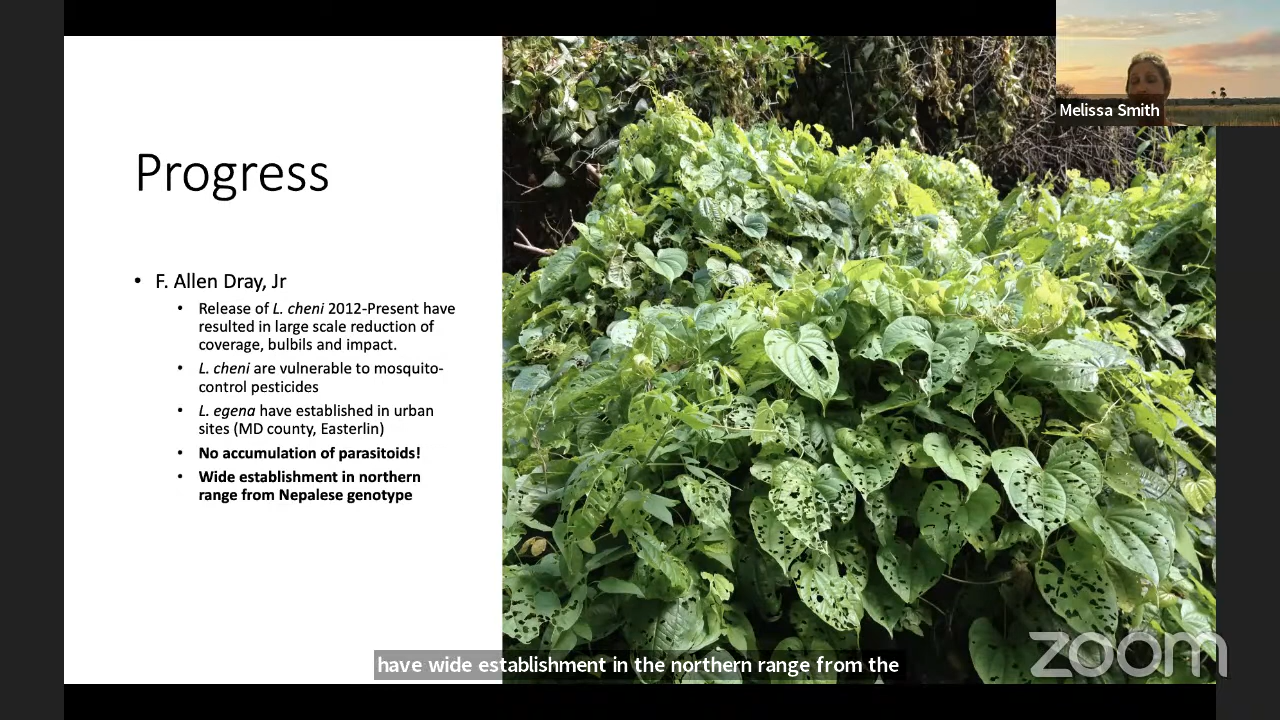 Melissa Smith
Progress
• F. Allen Dray, Jr
• Release of L. cheni 2012-Present have
resulted in large scale reduction of
coverage, bulbils and impact.
• L. cheni are vulnerable to mosquito-
control pesticides
• L. egena have established in urban
sites (MD county, Easterlin)
• No accumulation of parasitoids!
• Wide establishment in northern
range from Nepalese genotype
have wide establishment in the northern range from the
zoom